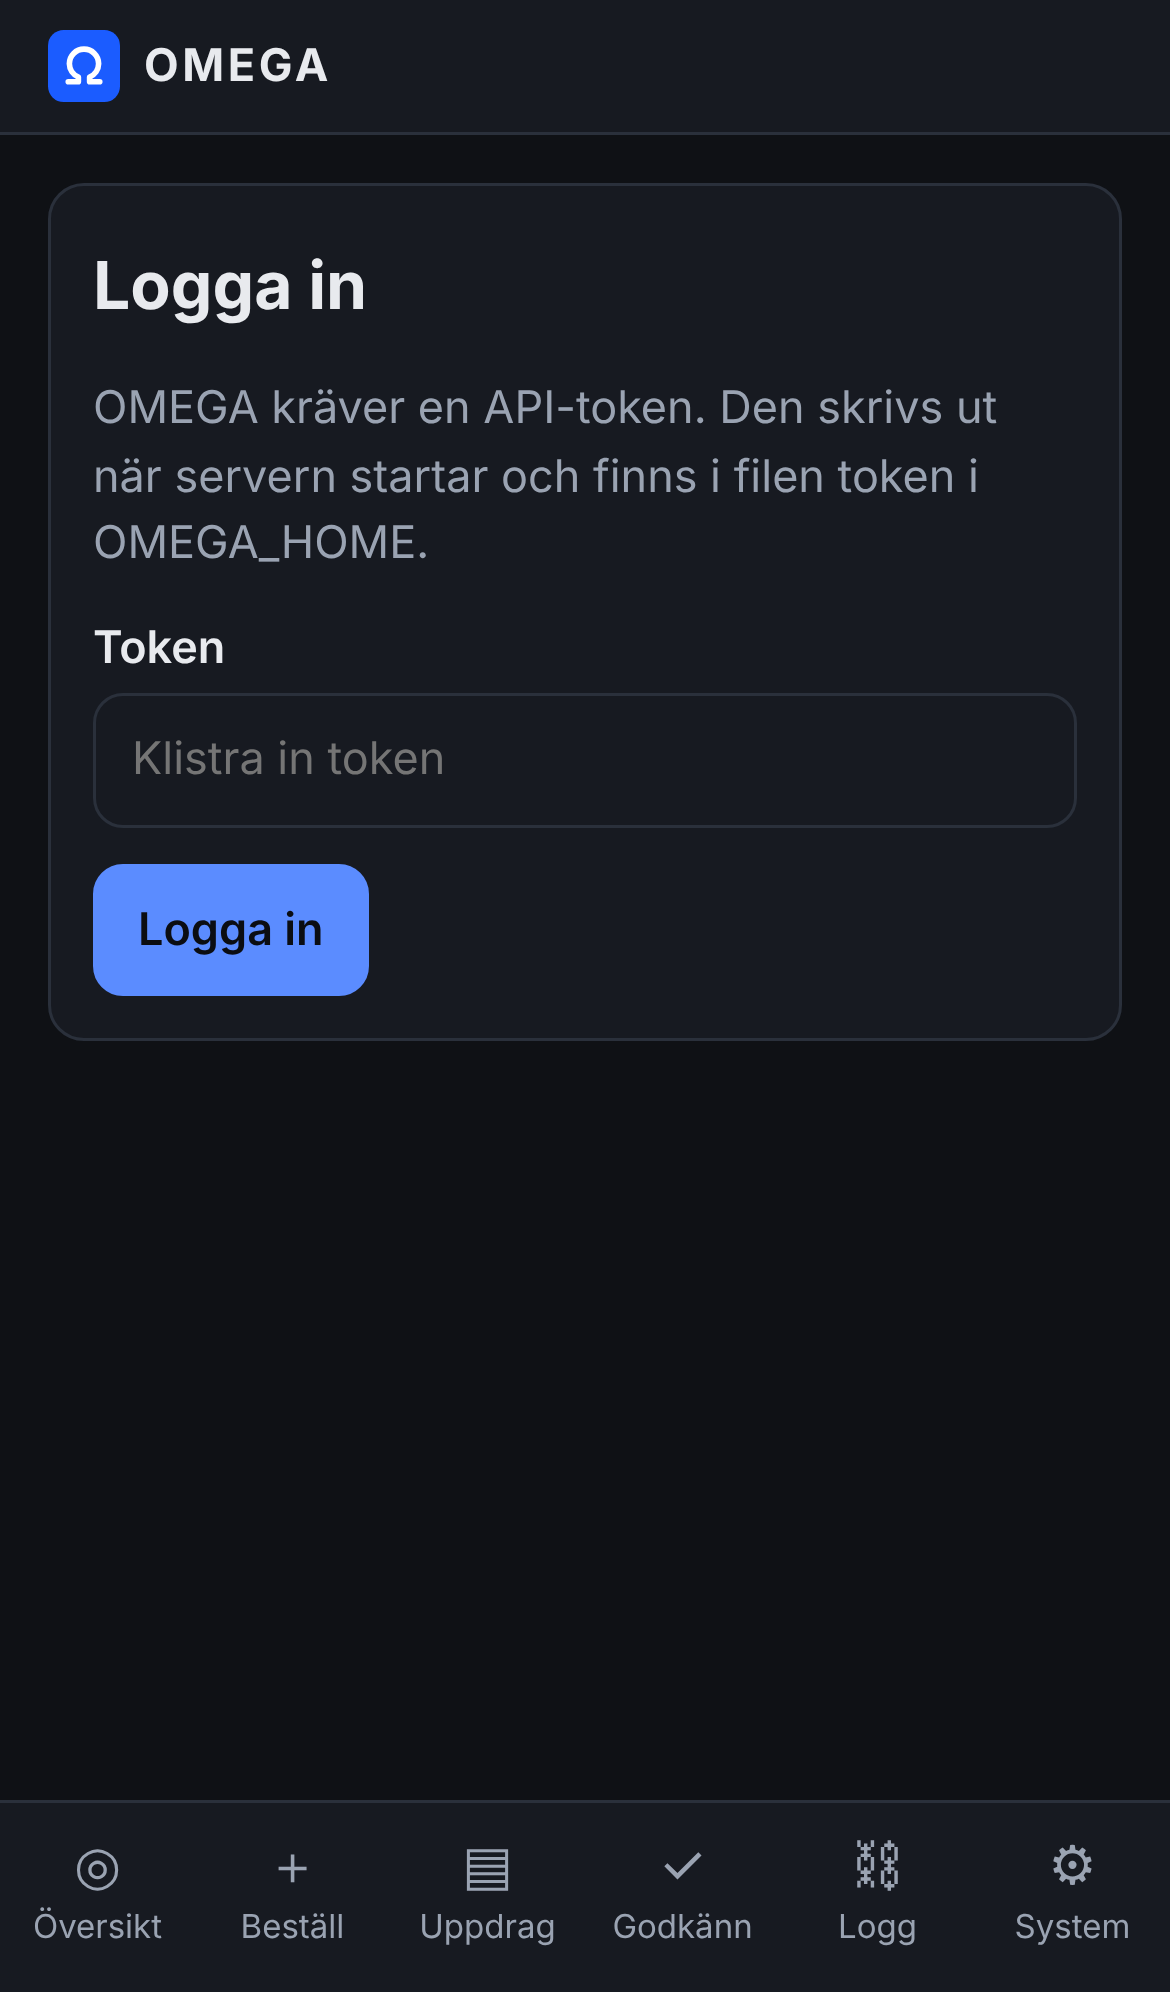 Ω OMEGA
Logga in
OMEGA kräver en API-token. Den skrivs ut
när servern startar och finns i filen token i
OMEGA_HOME.
Token
Klistra in token
Logga in
Översikt Beställ Uppdrag Godkänn Logg System